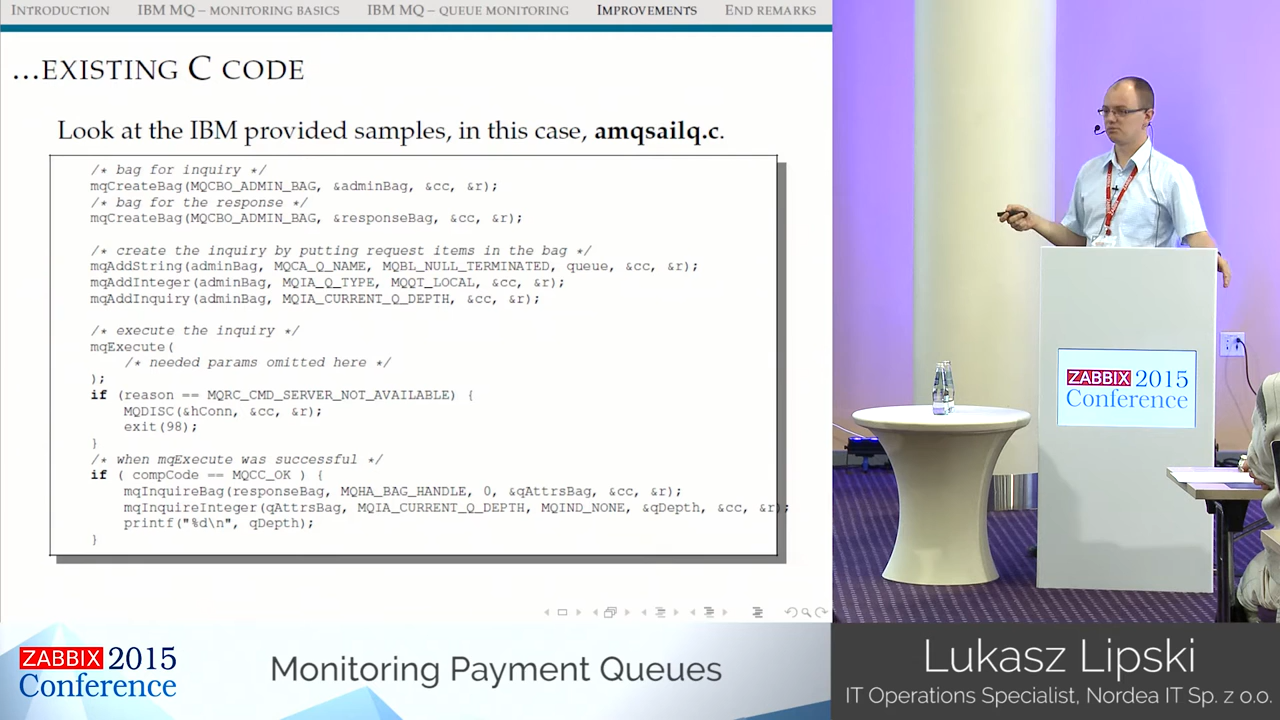 INTRODUCTION IBM MQ – MONITORING BASICS IBM MQ – QUEUE MONITORING IMPROVEMENTS END REMARKS
...EXISTING C CODE
Look at the IBM provided samples, in this case, amqsailq.c.
/* bag for inquiry */
mqCreateBag(MQCBO_ADMIN_BAG, &adminBag, &cc, &r);
/* bag for the response */
mqCreateBag(MQCBO_ADMIN_BAG, &responseBag, &cc, &r);
/* create the inquiry by putting request items in the bag */
mqAddString(adminBag, MQCA_Q_NAME, MQBL_NULL_TERMINATED, queue, &cc, &r);
mqAddInteger(adminBag, MQIA_Q_TYPE, MQQT_LOCAL, &cc, &r);
mqAddInquiry(adminBag, MQIA_CURRENT_Q_DEPTH, &cc, &r);
/* execute the inquiry */
mqExecute(
/* needed params omitted here */
);
if (reason == MQRC_CMD_SERVER_NOT_AVAILABLE) {
MQDISC(&hConn, &cc, &r);
exit(98);
}
/* when mqExecute was successful */
if ( compCode == MQCC_OK ) {
mqInquireBag(responseBag, MQHA_BAG_HANDLE, 0, &qAttrsBag, &cc, &r);
mqInquireInteger(qAttrsBag, MQIA_CURRENT_Q_DEPTH, MQIND_NONE, &qDepth, &cc, &r);
printf("%d\n", qDepth);
}
ZABBIX 2015
Conference
ZABBIX 2015
Conference
Monitoring Payment Queues
Lukasz Lipski
IT Operations Specialist, Nordea IT Sp. z o.o.